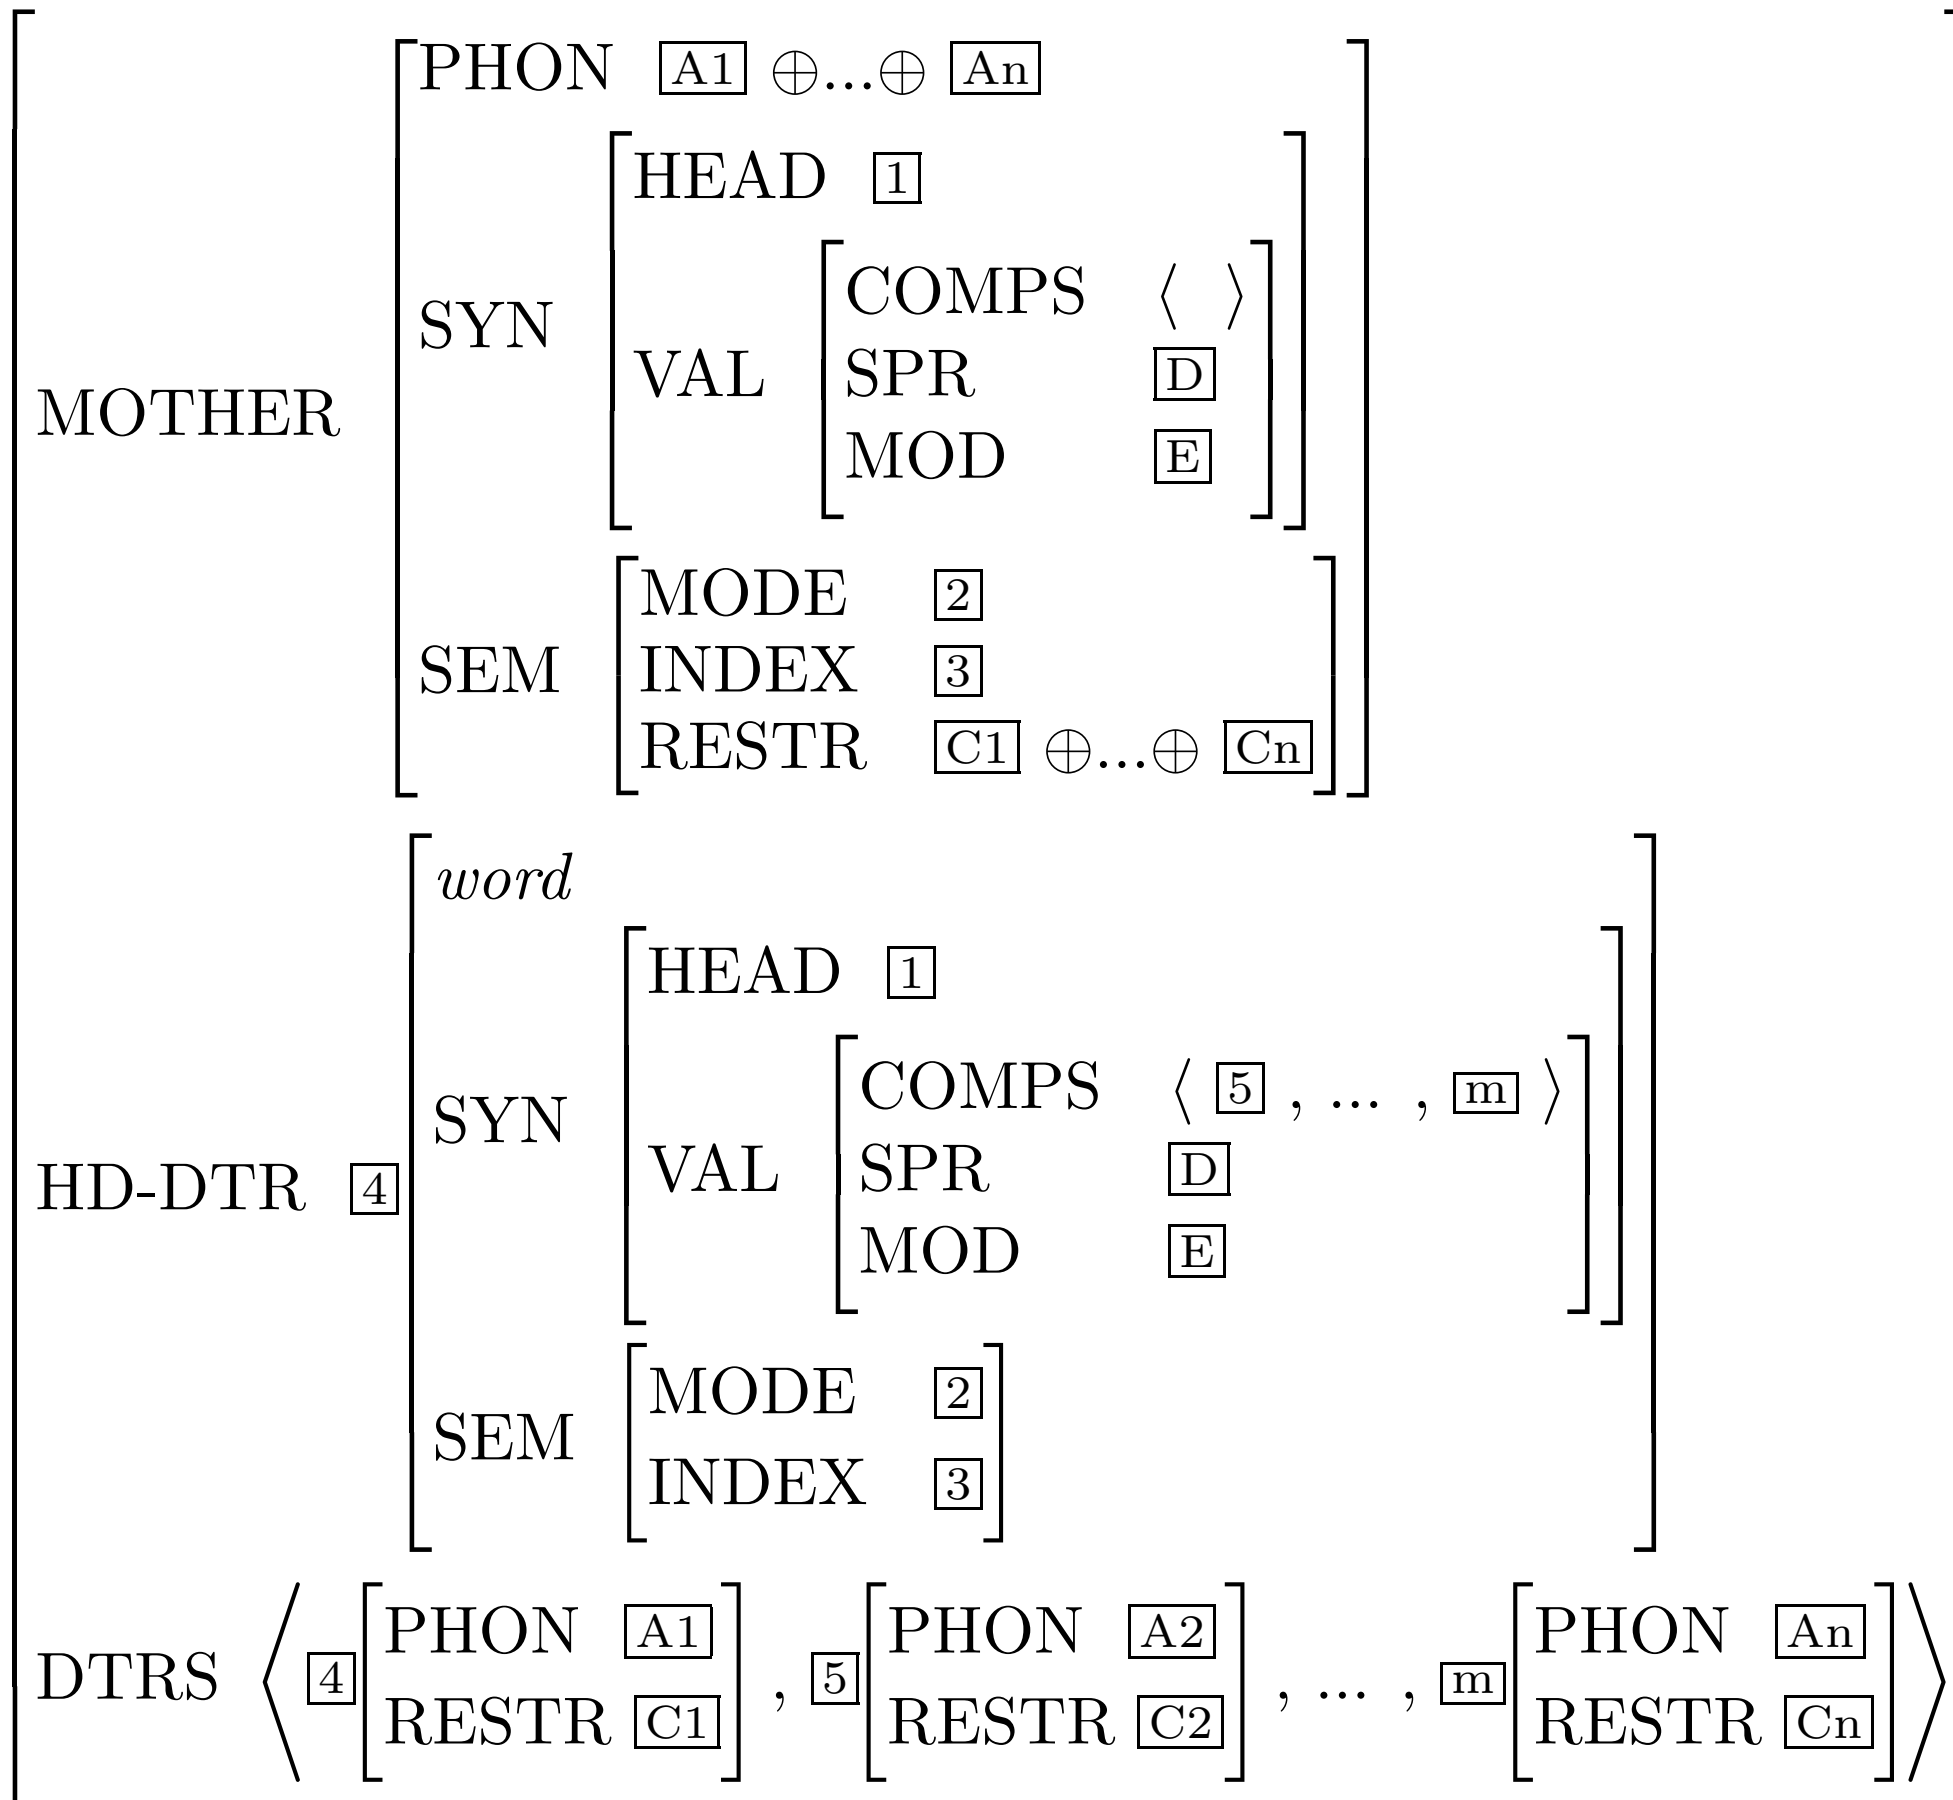 PHON A1 ⊕...⊕ An
HEAD 1
COMPS ⟨ ⟩
SYN
VAL SPR D
MOTHER
MOD E
MODE 2
SEM INDEX 3
RESTR C1 ⊕...⊕ Cn
word
HEAD 1
COMPS ⟨ 5 , ... , m ⟩
SYN
VAL SPR D
HD-DTR 4
MOD E
MODE 2
SEM
INDEX 3
PHON A1 PHON A2 PHON An
DTRS ⟨ 4 , 5 , ... , m ⟩
RESTR C1 RESTR C2 RESTR Cn